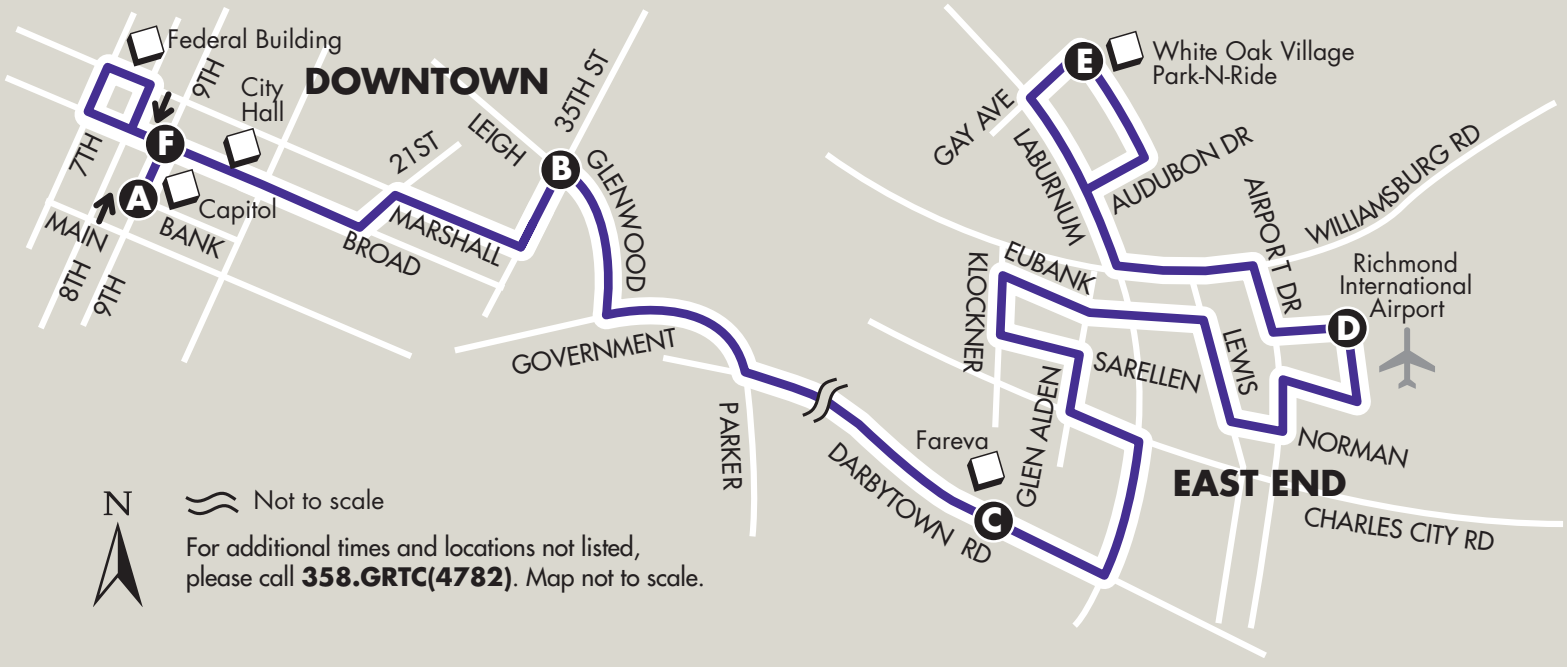 Federal Building
9TH
City
Hall
DOWNTOWN
35TH ST
LEIGH
21ST
7TH
F
B
GLENWOOD
A
Capitol
MAIN
BANK
BROAD
MARSHALL
8TH
9TH
GOVERNMENT
PARKER
E
White Oak Village
Park-N-Ride
GAY AVE
LABURNUM
AUDUBON DR
AIRPORT DR
WILLIAMSBURG RD
Richmond
International
Airport
D
EUBANK
KLOCKNER
LEWIS
SARELLEN
GLEN ALDEN
NORMAN
Fareva
C
DARBYTOWN RD
EAST END
CHARLES CITY RD
N
Not to scale
For additional times and locations not listed,
please call 358.GRTC(4782). Map not to scale.